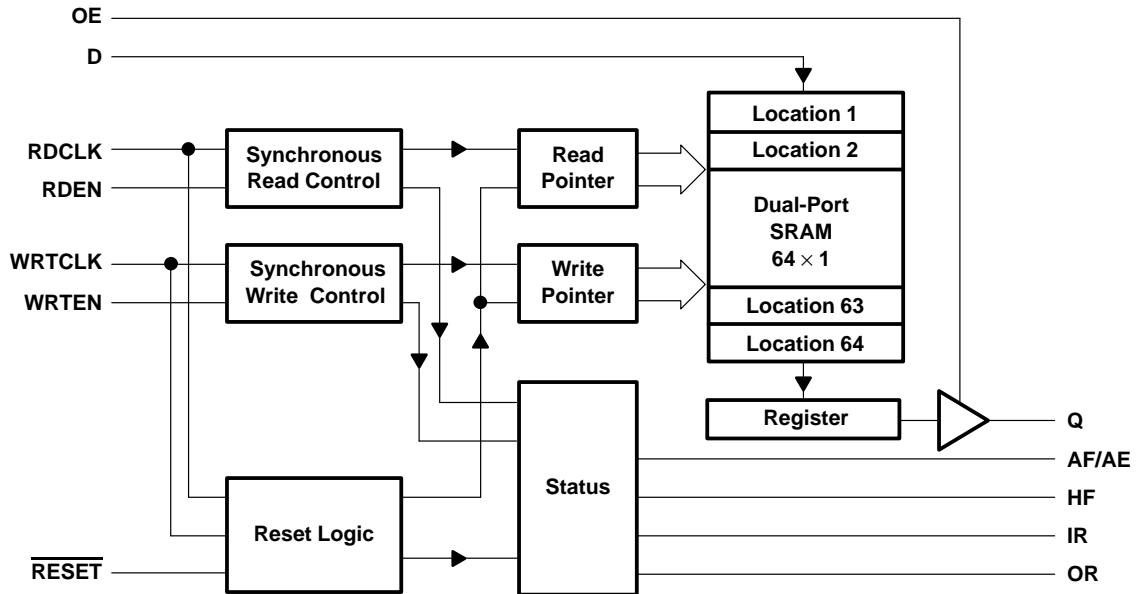 OE
D
RDCLK
RDEN
WRTCLK
WRTEN
RESET
Synchronous
Read Control
Synchronous
Write Control
Reset Logic
Read
Pointer
Write
Pointer
Status
Location 1
Location 2
Dual-Port
SRAM
64 × 1
Location 63
Location 64
Register
Q
AF/AE
HF
IR
OR